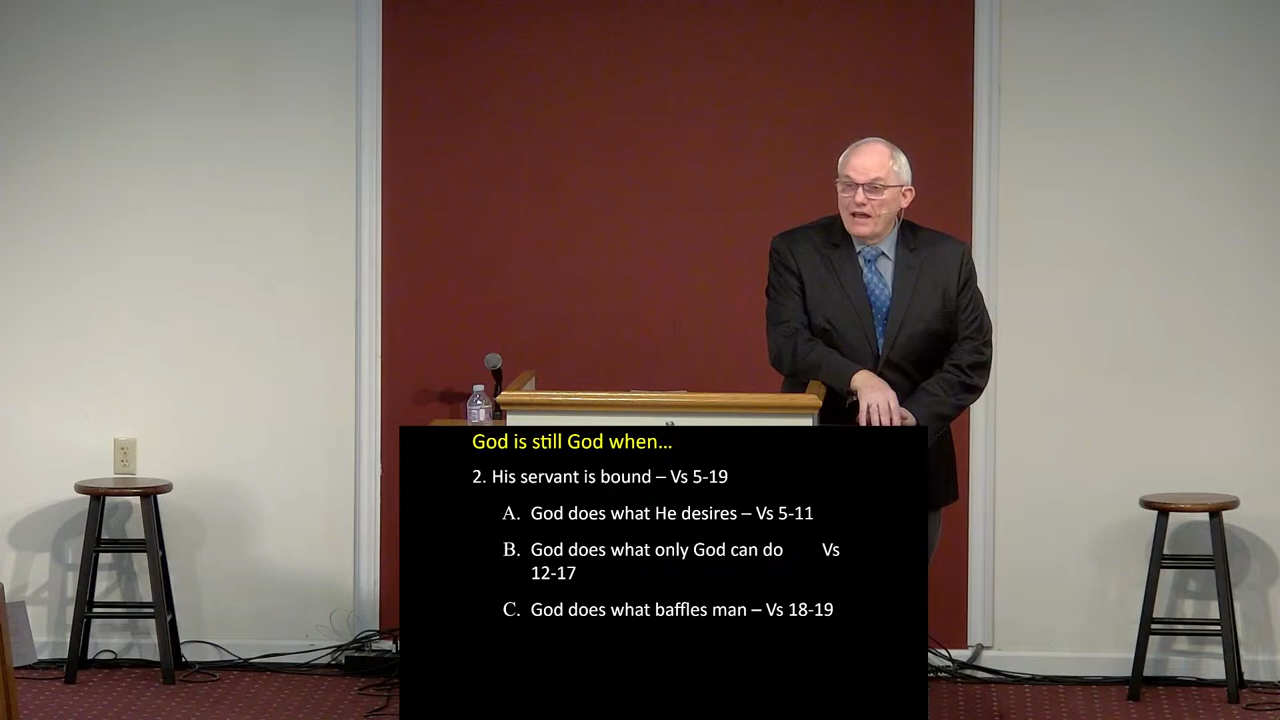 God is still God when...
2. His servant is bound – Vs 5-19
A. God does what He desires – Vs 5-11
B. God does what only God can do Vs
12-17
C. God does what baffles man – Vs 18-19